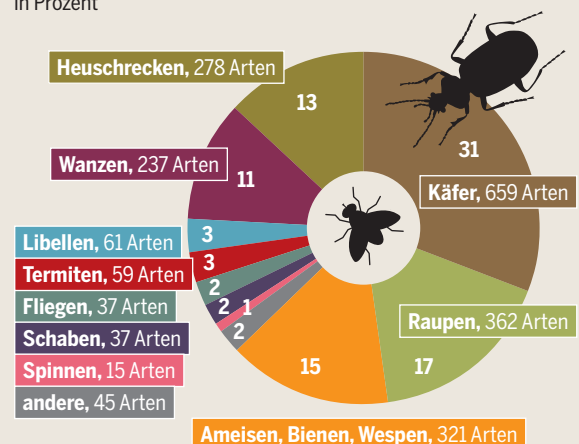 in Prozent
Heuschrecken, 278 Arten
13
31
Wanzen, 237 Arten
11
Käfer, 659 Arten
Libellen, 61 Arten
3
Termiten, 59 Arten
3
Fliegen, 37 Arten
2
Schaben, 37 Arten
2
1
Spinnen, 15 Arten
andere, 45 Arten
2
Raupen, 362 Arten
15
17
Ameisen, Bienen, Wespen, 321 Arten